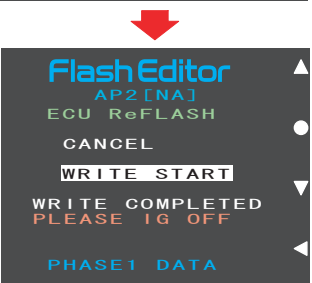 Flash Editor
AP2[NA]
ECU ReFLASH
CANCEL
WRITE START
WRITE COMPLETED
PLEASE IG OFF
PHASE1 DATA